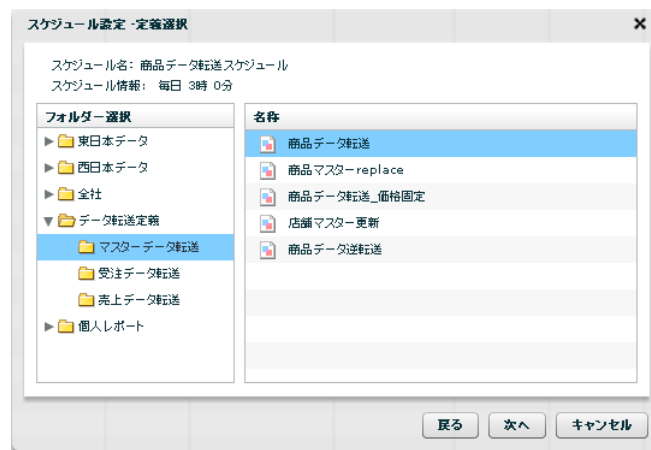 スケジュール設定 -定義選択
スケジュール名: 商品データ転送スケジュール
スケジュール情報: 毎日 3時 0分
フォルダー選択
東日本データ
西日本データ
全社
データ転送定義
マスターデータ転送
受注データ転送
売上データ転送
個人レポート
名称
商品データ転送
商品マスターreplace
商品データ転送_価格固定
店舗マスター更新
商品データ逆転送
戻る 次へ キャンセル